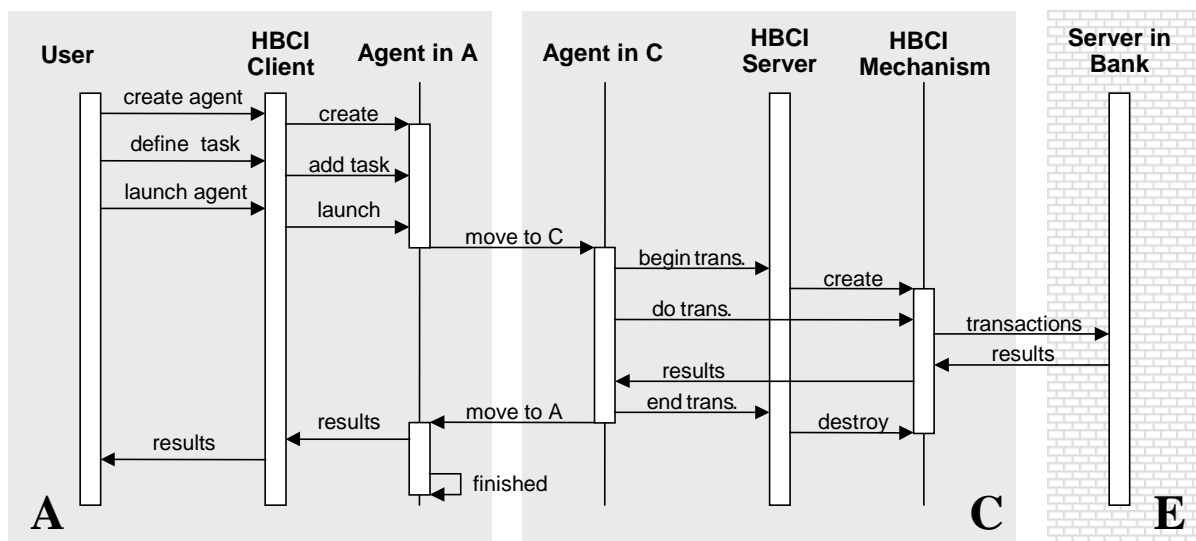 User
HBCI
Client
Agent in A
Agent in C
HBCI
Server
HBCI
Mechanism
Server in
Bank
create agent
create
define task
add task
launch agent
launch
move to C
begin trans.
create
do trans.
transactions
results
results
move to A
end trans.
results
destroy
results
finished
A
C
E